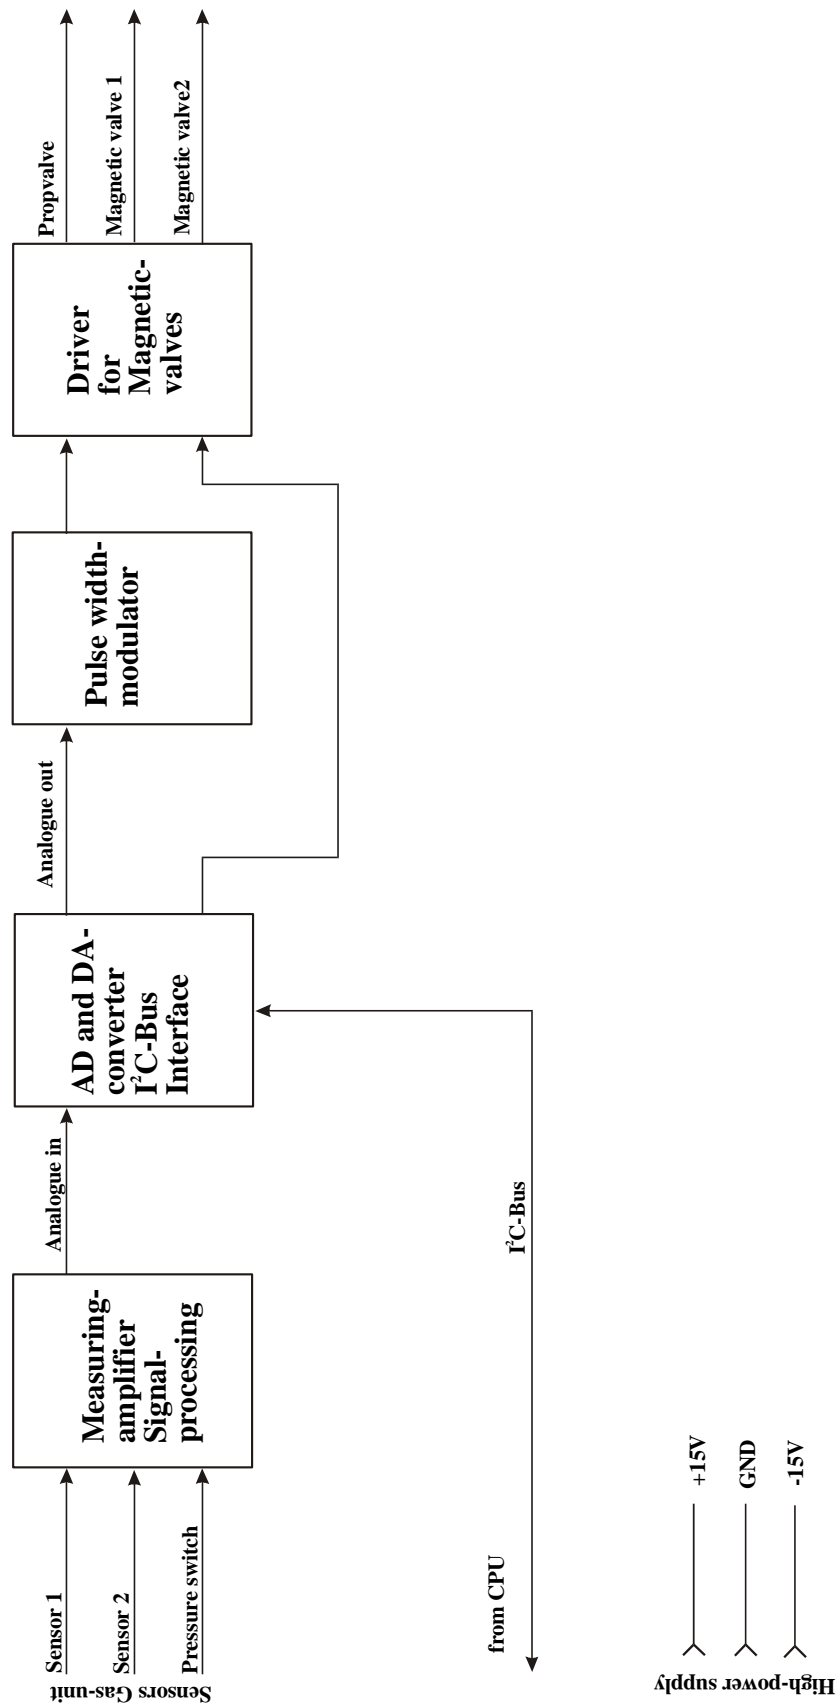 Sensors Gas-unit
Sensor 1
Sensor 2
Pressure switch
Measuring-
amplifier
Signal-
processing
Analogue in
AD and DA-
converter
I²C-Bus
Interface
Analogue out
Pulse width-
modulator
Driver
for
Magnetic-
valves
Propvalve
Magnetic valve 1
Magnetic valve2
from CPU
I²C-Bus
High-power supply
+15V
GND
-15V